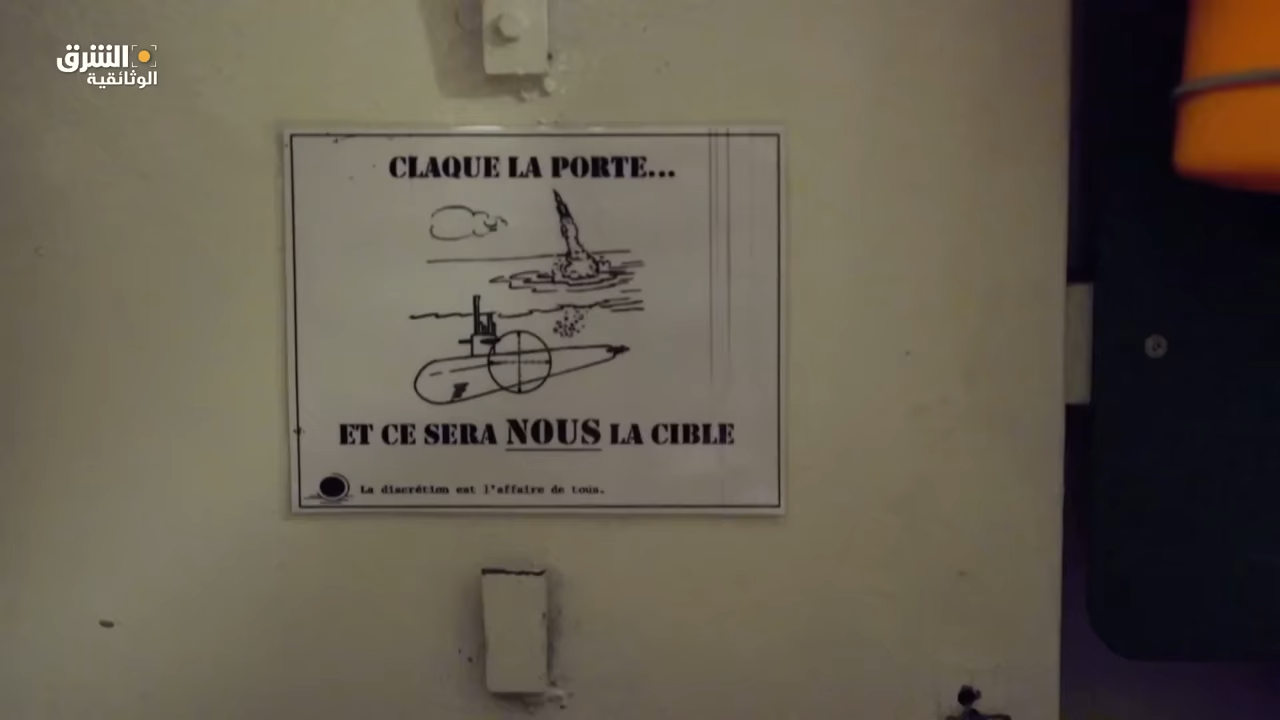 الشرق
الوثائقية
CLAQUE LA PORTE...
ET CE SERA NOUS LA CIBLE
La discrétion est l'affaire de tous.